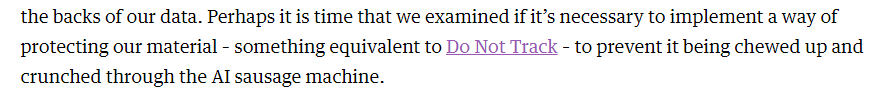 the backs of our data. Perhaps it is time that we examined if it’s necessary to implement a way of
protecting our material – something equivalent to Do Not Track – to prevent it being chewed up and
crunched through the AI sausage machine.